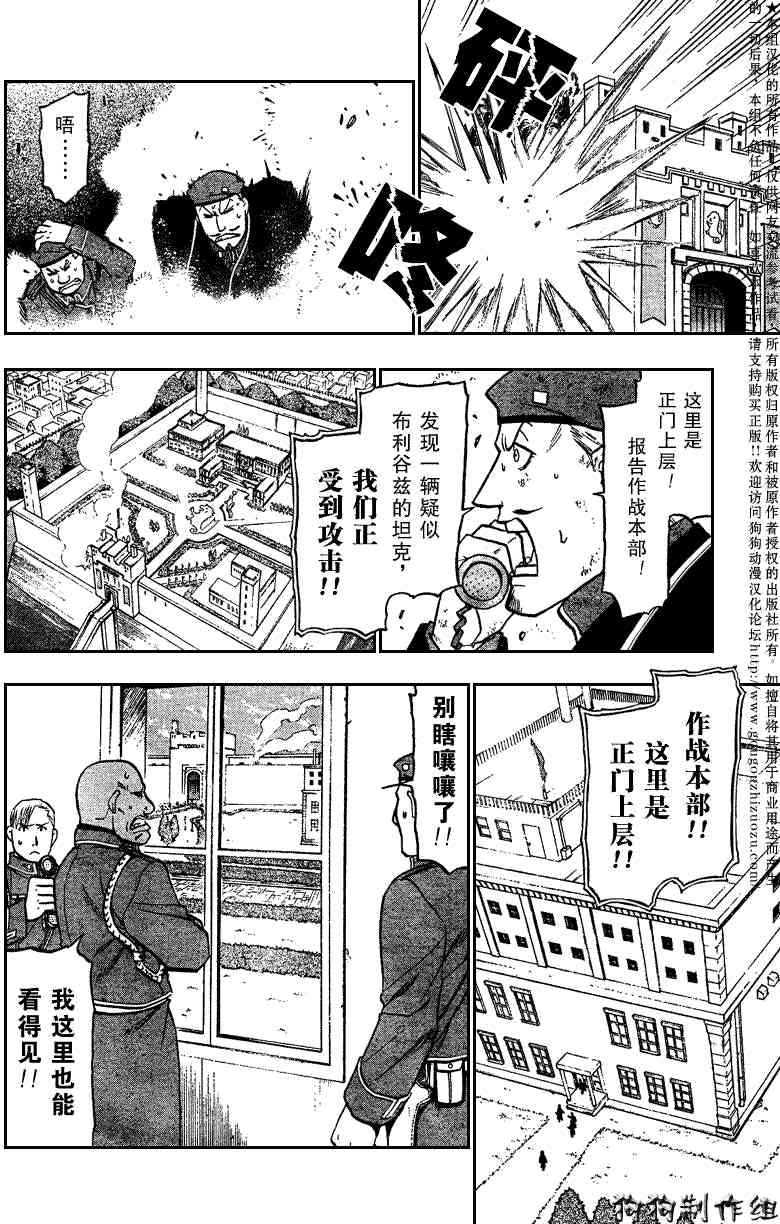 砰
咚
唔……
这里是
正门上层！
报告作战本部！
发现一辆疑似
布利谷兹的坦克，
我们正
受到攻击！！
作战本部！！
这里是
正门上层！！
别瞎嚷嚷了！！
我这里也能
看得见！！
所有版权归原作者和被原作者授权的出版社所有。如擅自将其用于商业用途而产生
请支持购买正版！！欢迎访问狗狗动漫汉化论坛
狗狗制作组